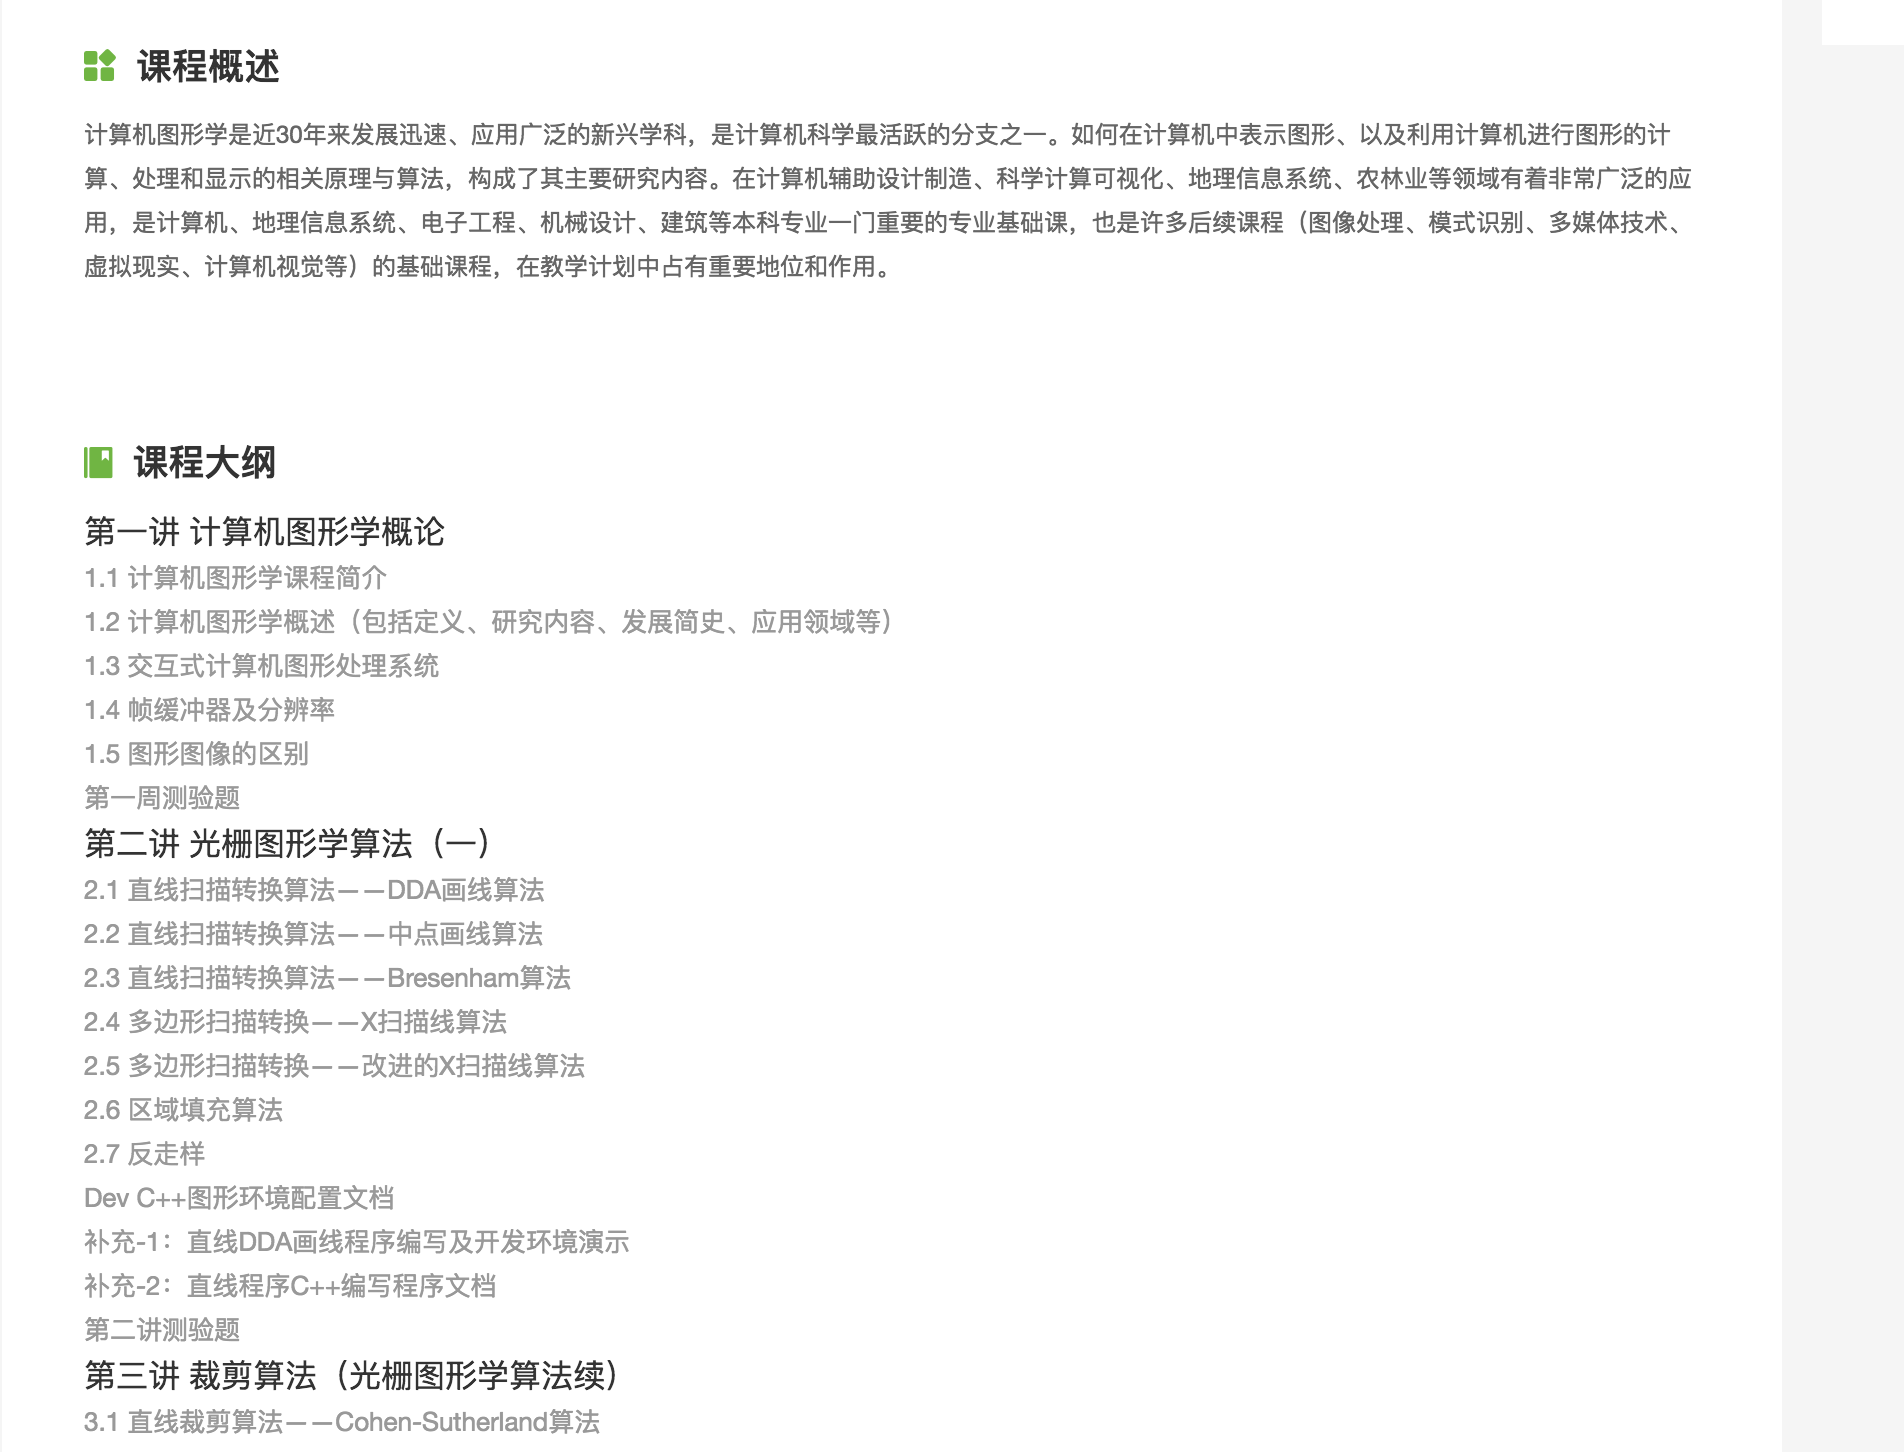 课程概述
计算机图形学是近30年来发展迅速、应用广泛的新兴学科，是计算机科学最活跃的分支之一。如何在计算机中表示图形、以及利用计算机进行图形的计
算、处理和显示的相关原理与算法，构成了其主要研究内容。在计算机辅助设计制造、科学计算可视化、地理信息系统、农林业等领域有着非常广泛的应
用，是计算机、地理信息系统、电子工程、机械设计、建筑等本科专业一门重要的专业基础课，也是许多后续课程（图像处理、模式识别、多媒体技术、
虚拟现实、计算机视觉等）的基础课程，在教学计划中占有重要地位和作用。
课程大纲
第一讲 计算机图形学概论
1.1 计算机图形学课程简介
1.2 计算机图形学概述（包括定义、研究内容、发展简史、应用领域等）
1.3 交互式计算机图形处理系统
1.4 帧缓冲器及分辨率
1.5 图形图像的区别
第一周测验题
第二讲 光栅图形学算法（一）
2.1 直线扫描转换算法——DDA画线算法
2.2 直线扫描转换算法——中点画线算法
2.3 直线扫描转换算法——Bresenham算法
2.4 多边形扫描转换——X扫描线算法
2.5 多边形扫描转换——改进的X扫描线算法
2.6 区域填充算法
2.7 反走样
Dev C++图形环境配置文档
补充-1：直线DDA画线程序编写及开发环境演示
补充-2：直线程序C++编写程序文档
第二讲测验题
第三讲 裁剪算法（光栅图形学算法续）
3.1 直线裁剪算法——Cohen-Sutherland算法